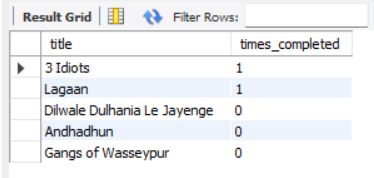 Result Grid Filter Rows:
title times_completed
3 Idiots 1
Lagaan 1
Dilwale Dulhania Le Jayenge 0
Andhadhun 0
Gangs of Wasseypur 0